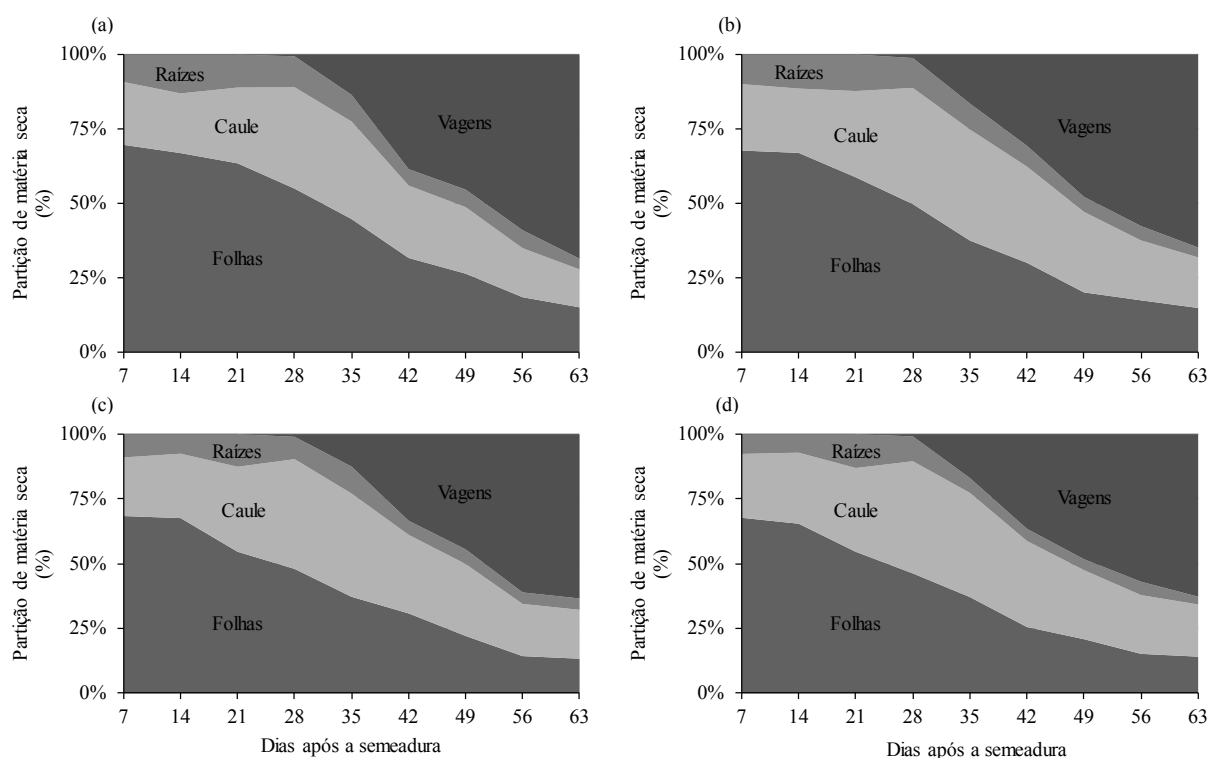 (a)
100%
75%
50%
25%
0%
Partição de matéria seca
(%)
Raízes
Caule
Vagens
Folhas
7 14 21 28 35 42 49 56 63
(b)
100%
75%
50%
25%
0%
Partição de matéria seca
(%)
Raízes
Caule
Vagens
Folhas
7 14 21 28 35 42 49 56 63
(c)
100%
75%
50%
25%
0%
Partição de matéria seca
(%)
Raízes
Caule
Vagens
Folhas
7 14 21 28 35 42 49 56 63
Dias após a semeadura
(d)
100%
75%
50%
25%
0%
Partição de matéria seca
(%)
Raízes
Caule
Vagens
Folhas
7 14 21 28 35 42 49 56 63
Dias após a semeadura